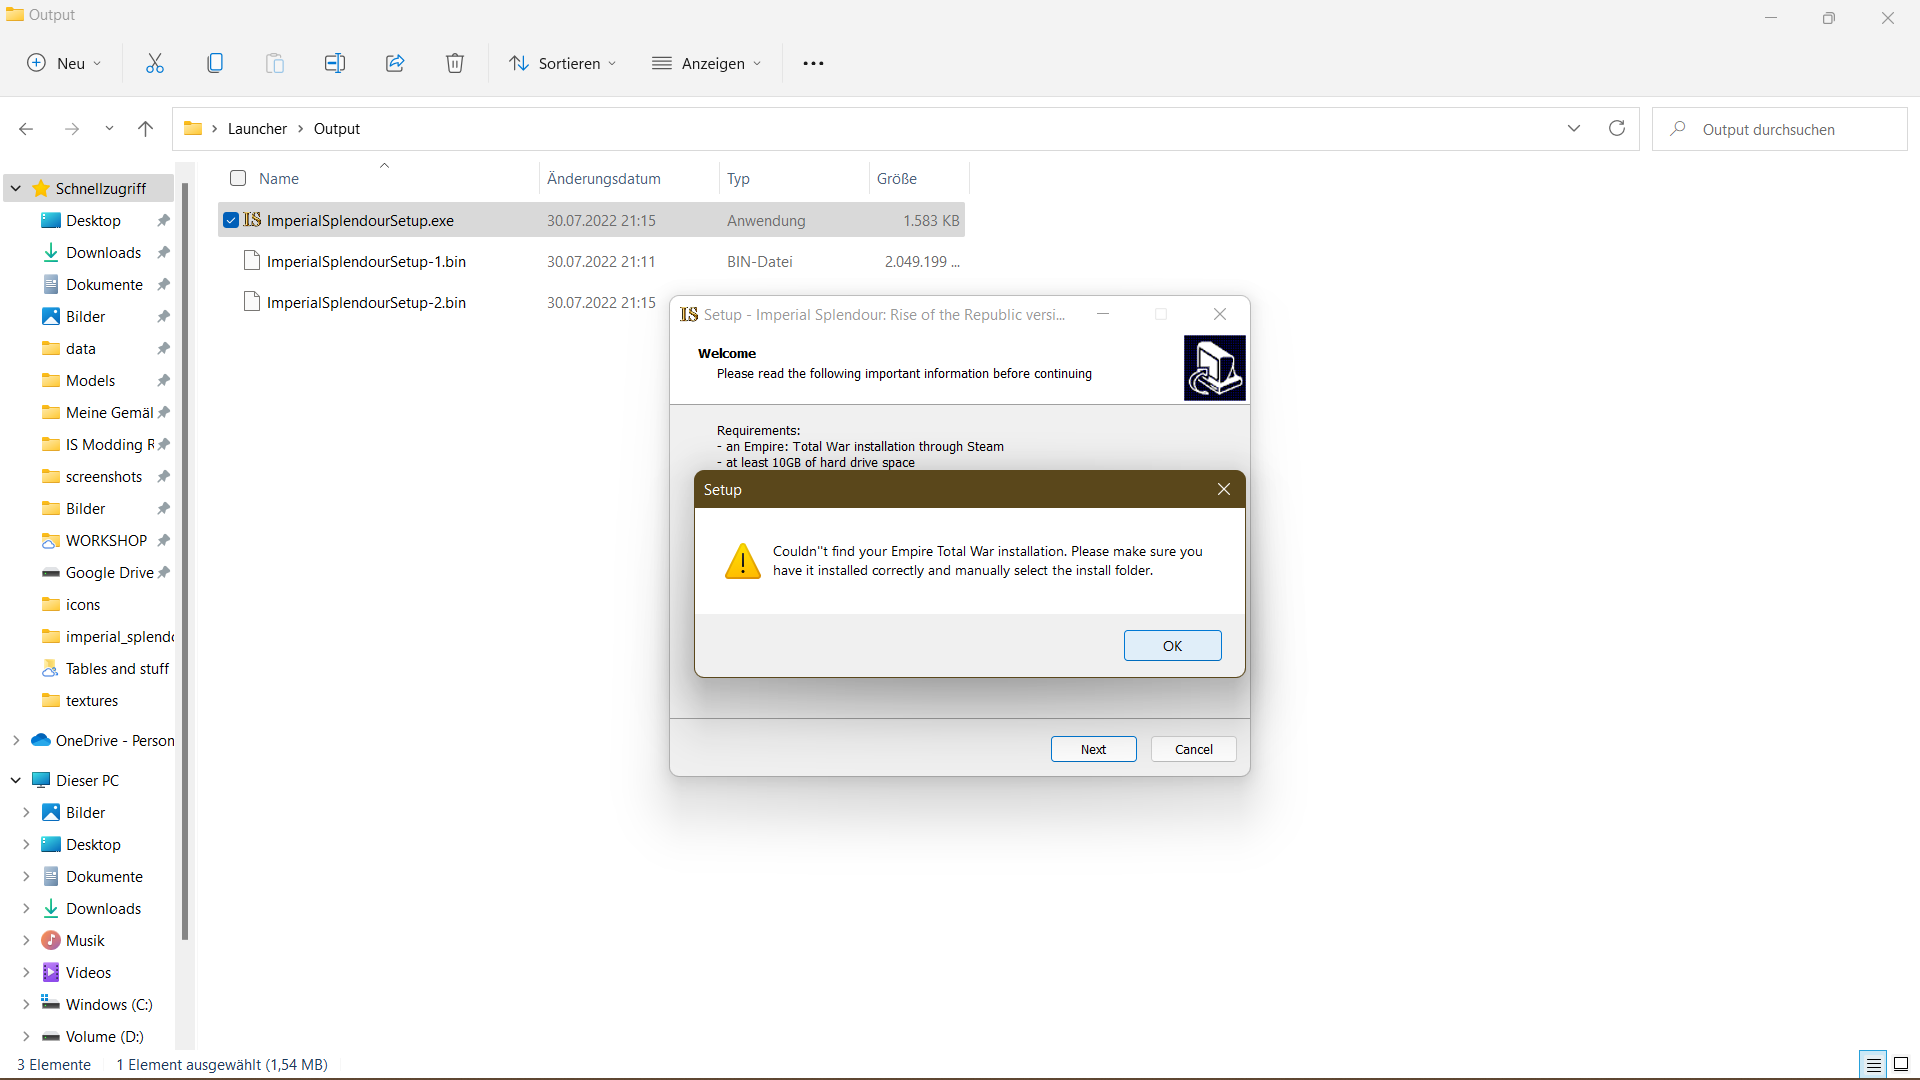 Output
Neu
Sortieren
Anzeigen
Launcher > Output
Output durchsuchen
Name
Änderungsdatum
Typ
Größe
ImperialSplendourSetup.exe 30.07.2022 21:15 Anwendung 1.583 KB
ImperialSplendourSetup-1.bin 30.07.2022 21:11 BIN-Datei 2.049.199 ...
ImperialSplendourSetup-2.bin 30.07.2022 21:15
Schnellzugriff
Desktop
Downloads
Dokumente
Bilder
data
Models
Meine Gemäl
IS Modding R
screenshots
Bilder
WORKSHOP
Google Drive
icons
imperial_splend
Tables and stuff
textures
OneDrive - Person
Dieser PC
Bilder
Desktop
Dokumente
Downloads
Musik
Videos
Windows (C:)
Volume (D:)
3 Elemente
1 Element ausgewählt (1,54 MB)
IS Setup - Imperial Splendour: Rise of the Republic versi...
Welcome
Please read the following important information before continuing
Requirements:
- an Empire: Total War installation through Steam
- at least 10GB of hard drive space
Setup
Couldn"t find your Empire Total War installation. Please make sure you
have it installed correctly and manually select the install folder.
OK
Next
Cancel